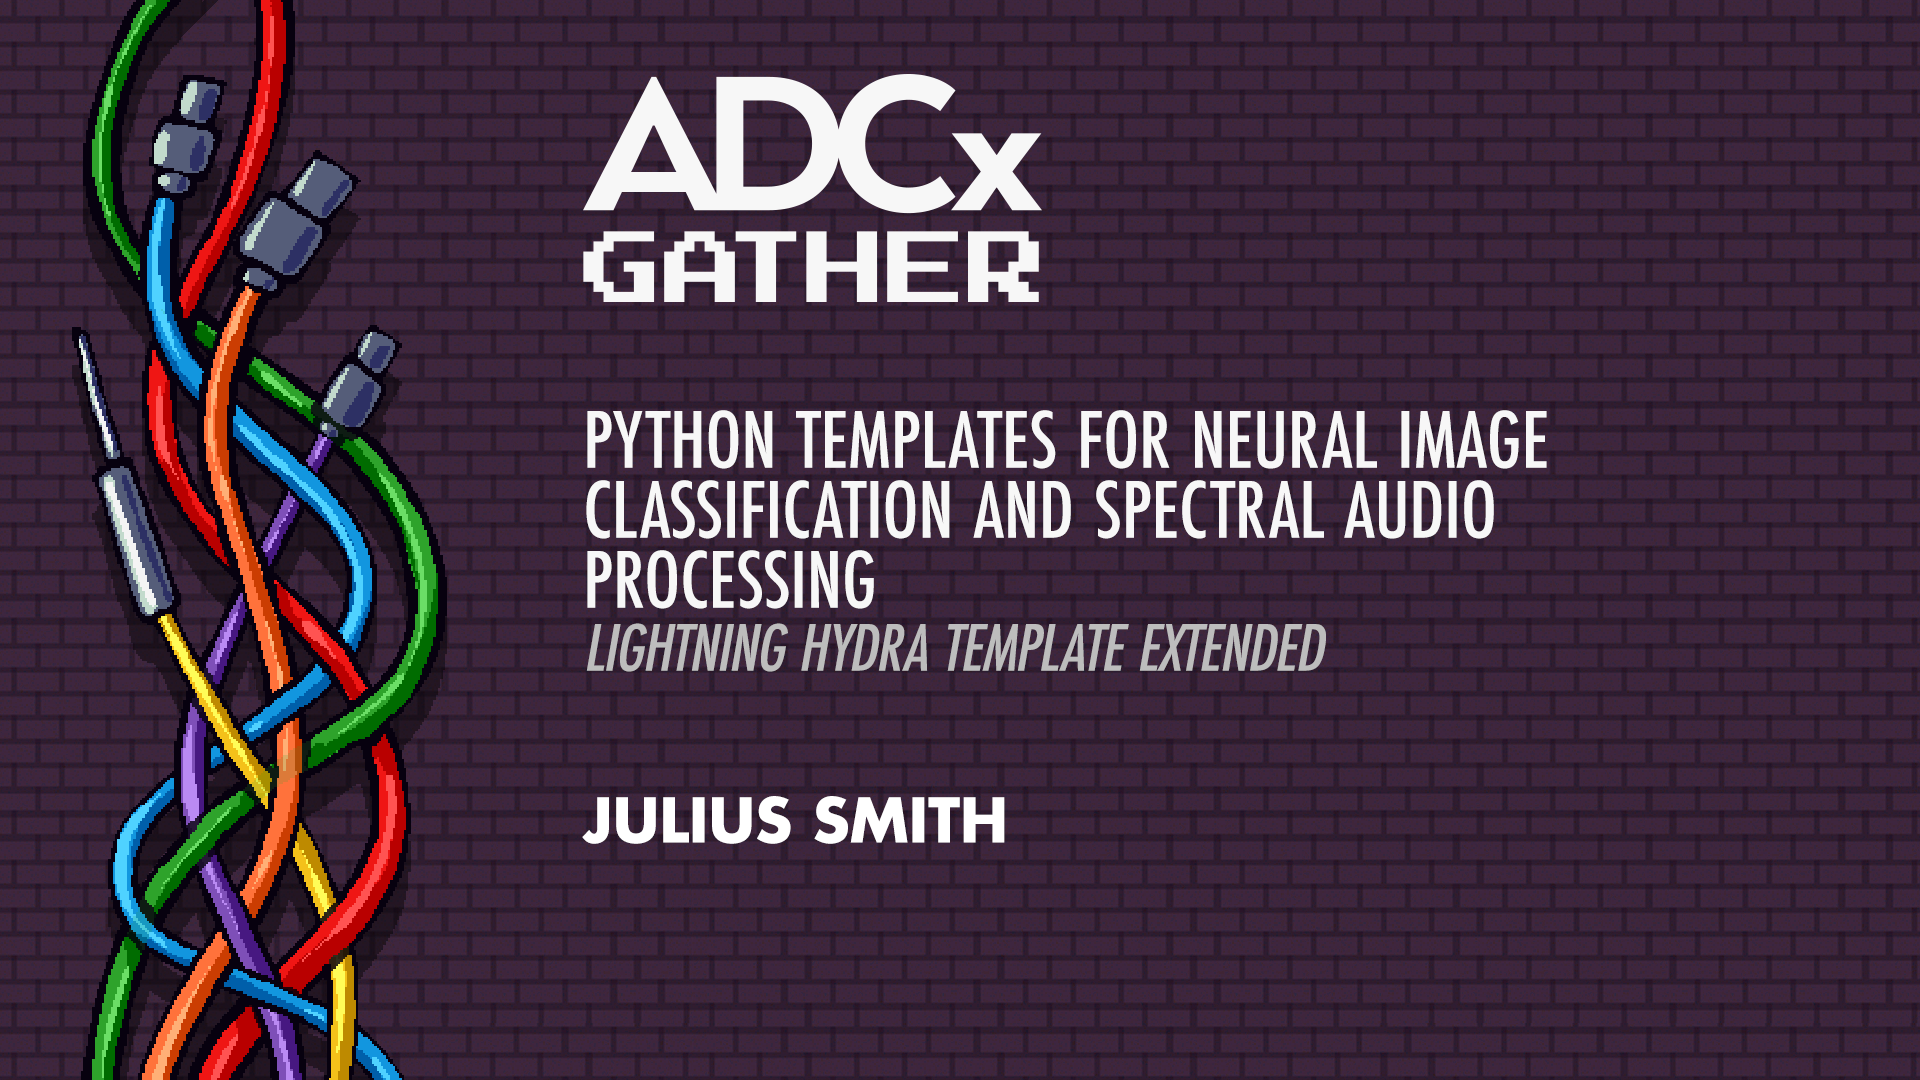 ADCx
GATHER
PYTHON TEMPLATES FOR NEURAL IMAGE
CLASSIFICATION AND SPECTRAL AUDIO
PROCESSING
LIGHTNING HYDRA TEMPLATE EXTENDED
JULIUS SMITH